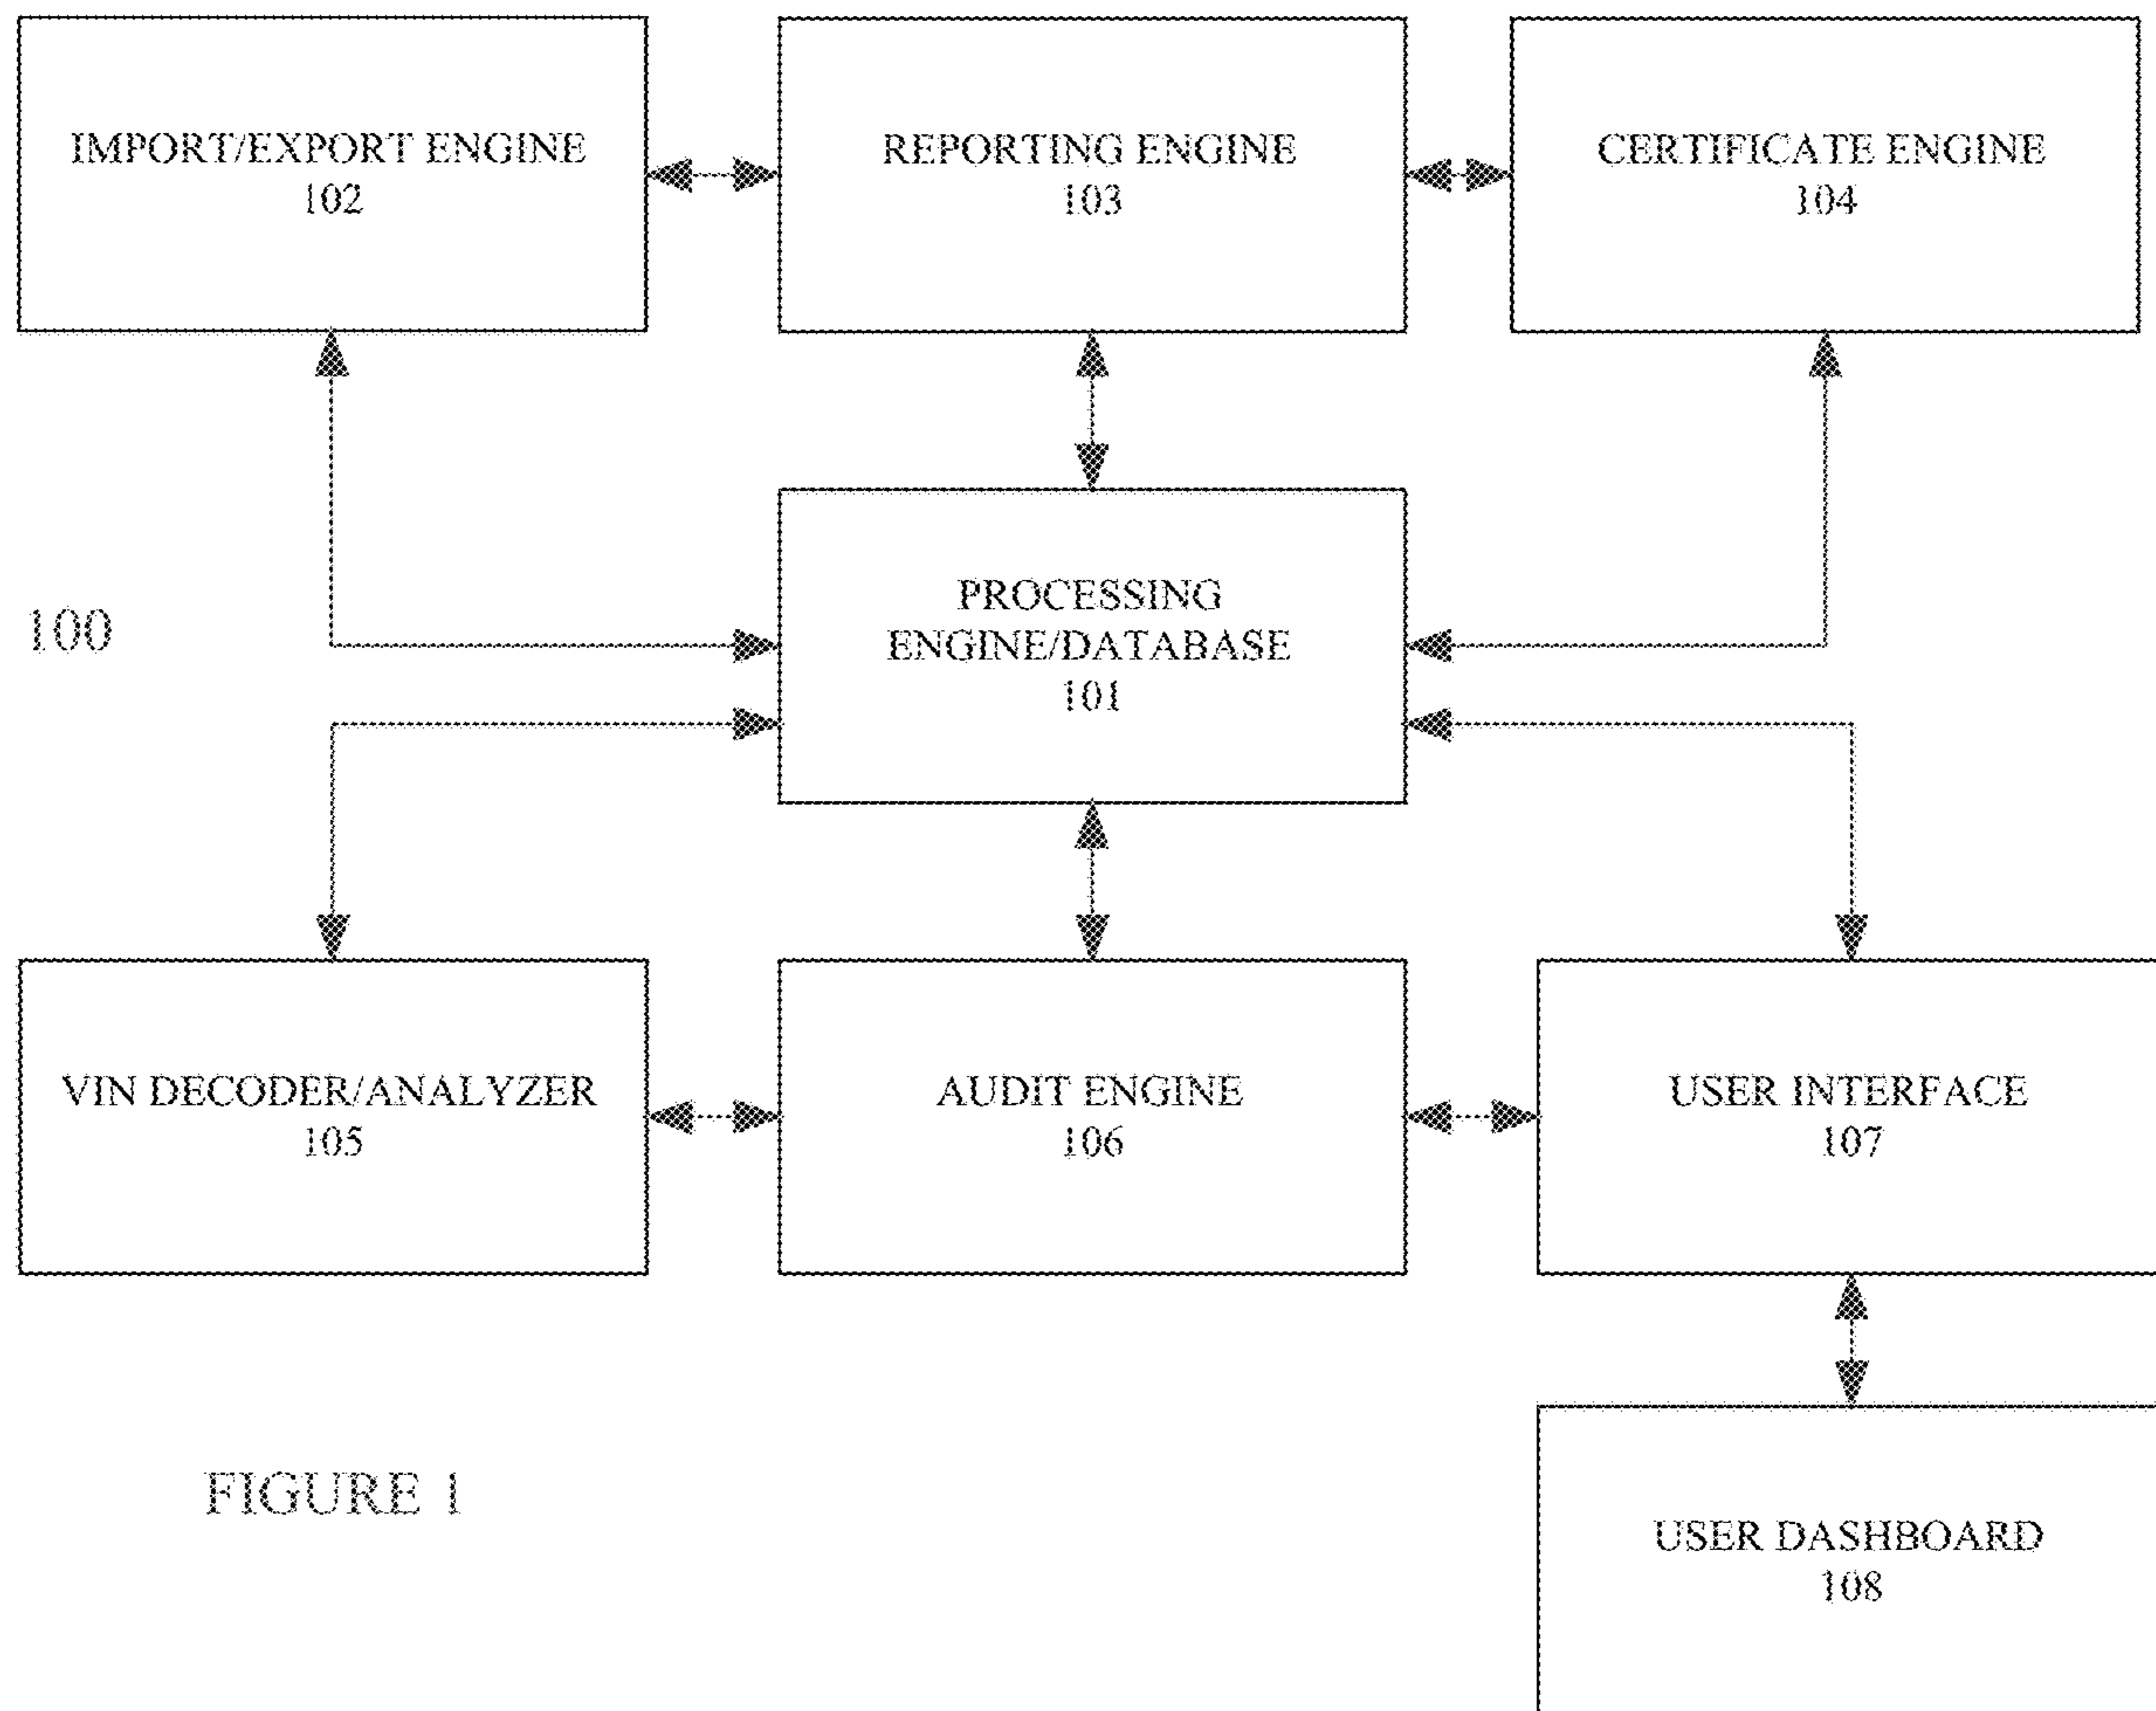 IMPORT/EXPORT ENGINE
102
REPORTING ENGINE
103
CERTIFICATE ENGINE
104
100
PROCESSING
ENGINE/DATABASE
101
VIN DECODER/ANALYZER
105
AUDIT ENGINE
106
USER INTERFACE
107
FIGURE 1
USER DASHBOARD
108